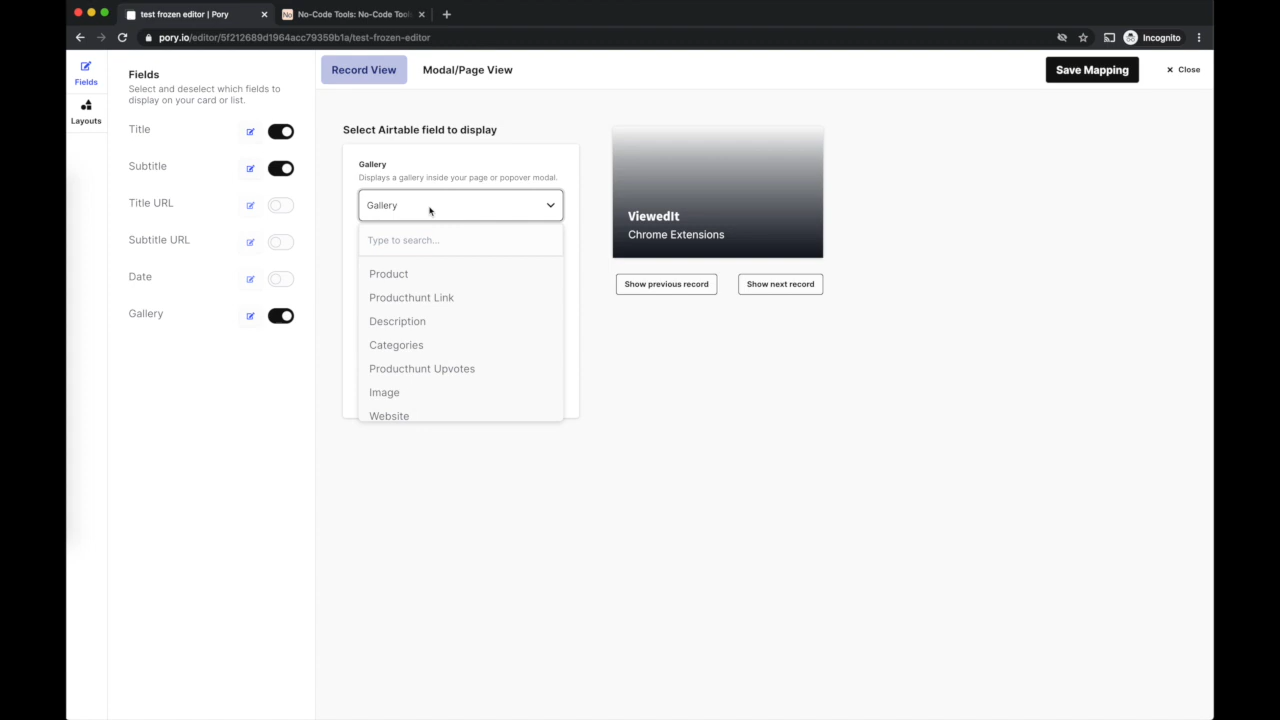 test frozen editor | Pory
No-Code Tools: No-Code Tool
pory.io/editor/5f212689d1964acc79359b1a/test-frozen-editor
Incognito
Fields
Layouts
Fields
Select and deselect which fields to
display on your card or list.
Title
Subtitle
Title URL
Subtitle URL
Date
Gallery
Record View
Modal/Page View
Save Mapping
× Close
Select Airtable field to display
Gallery
Displays a gallery inside your page or popover modal.
Gallery
Type to search...
Product
Producthunt Link
Description
Categories
Producthunt Upvotes
Image
Website
ViewedIt
Chrome Extensions
Show previous record
Show next record